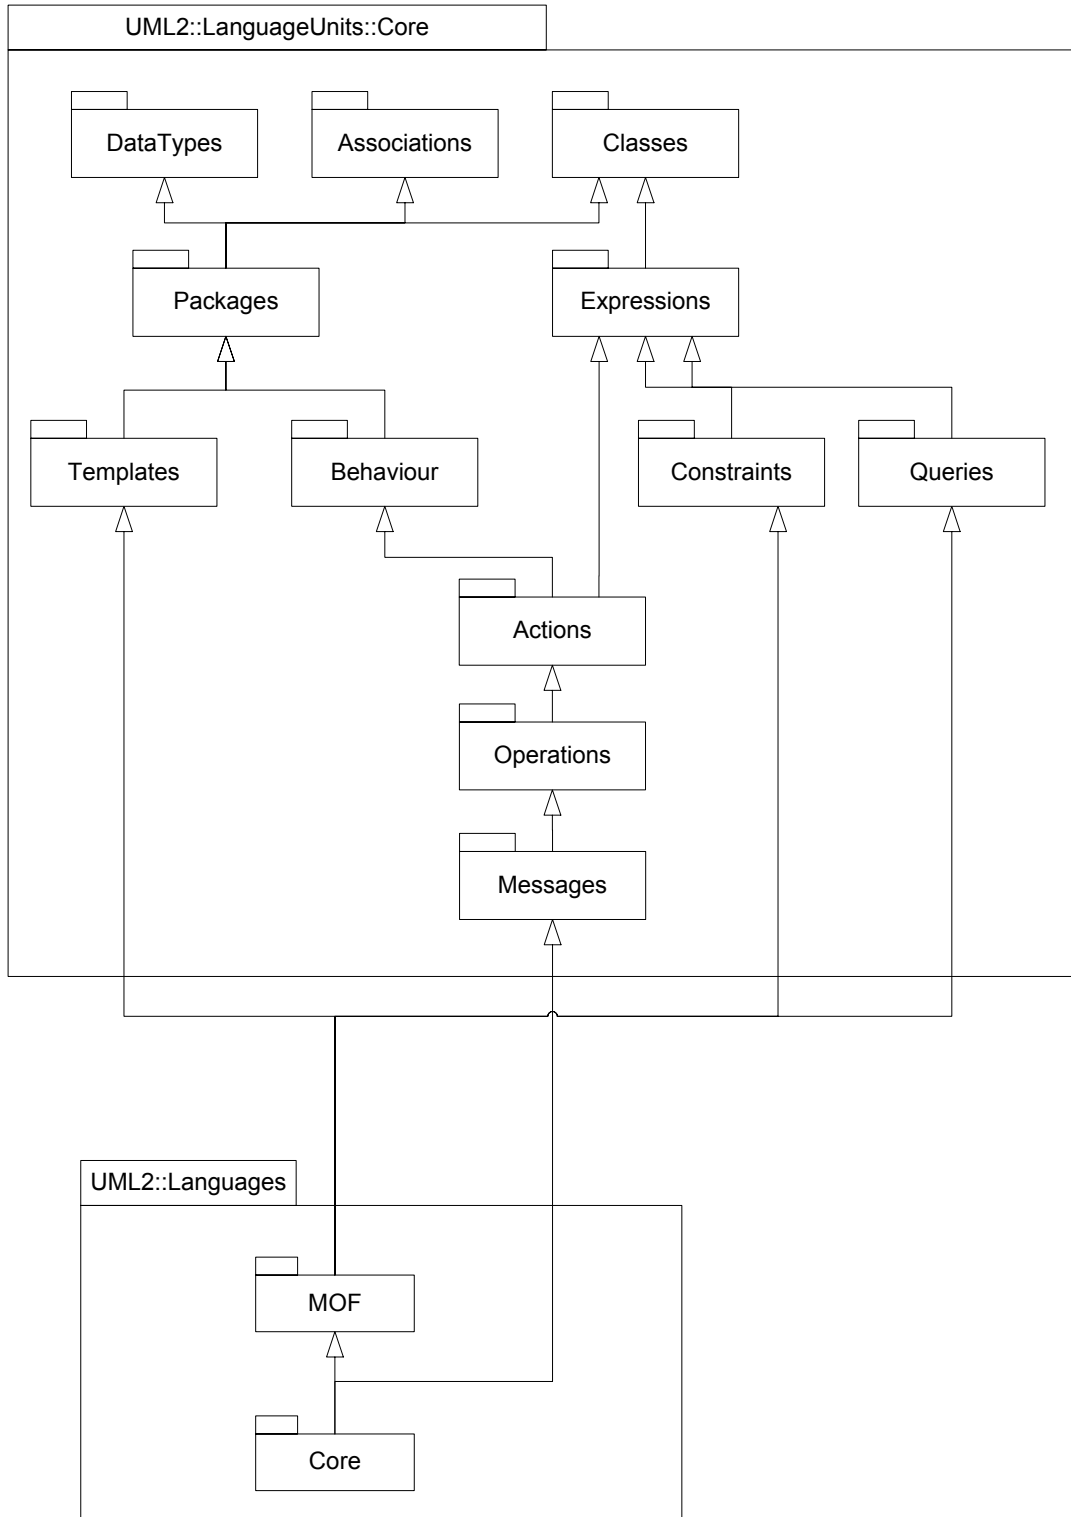 UML2::LanguageUnits::Core
DataTypes
Associations
Classes
Packages
Expressions
Templates
Behaviour
Constraints
Queries
Actions
Operations
Messages
UML2::Languages
MOF
Core